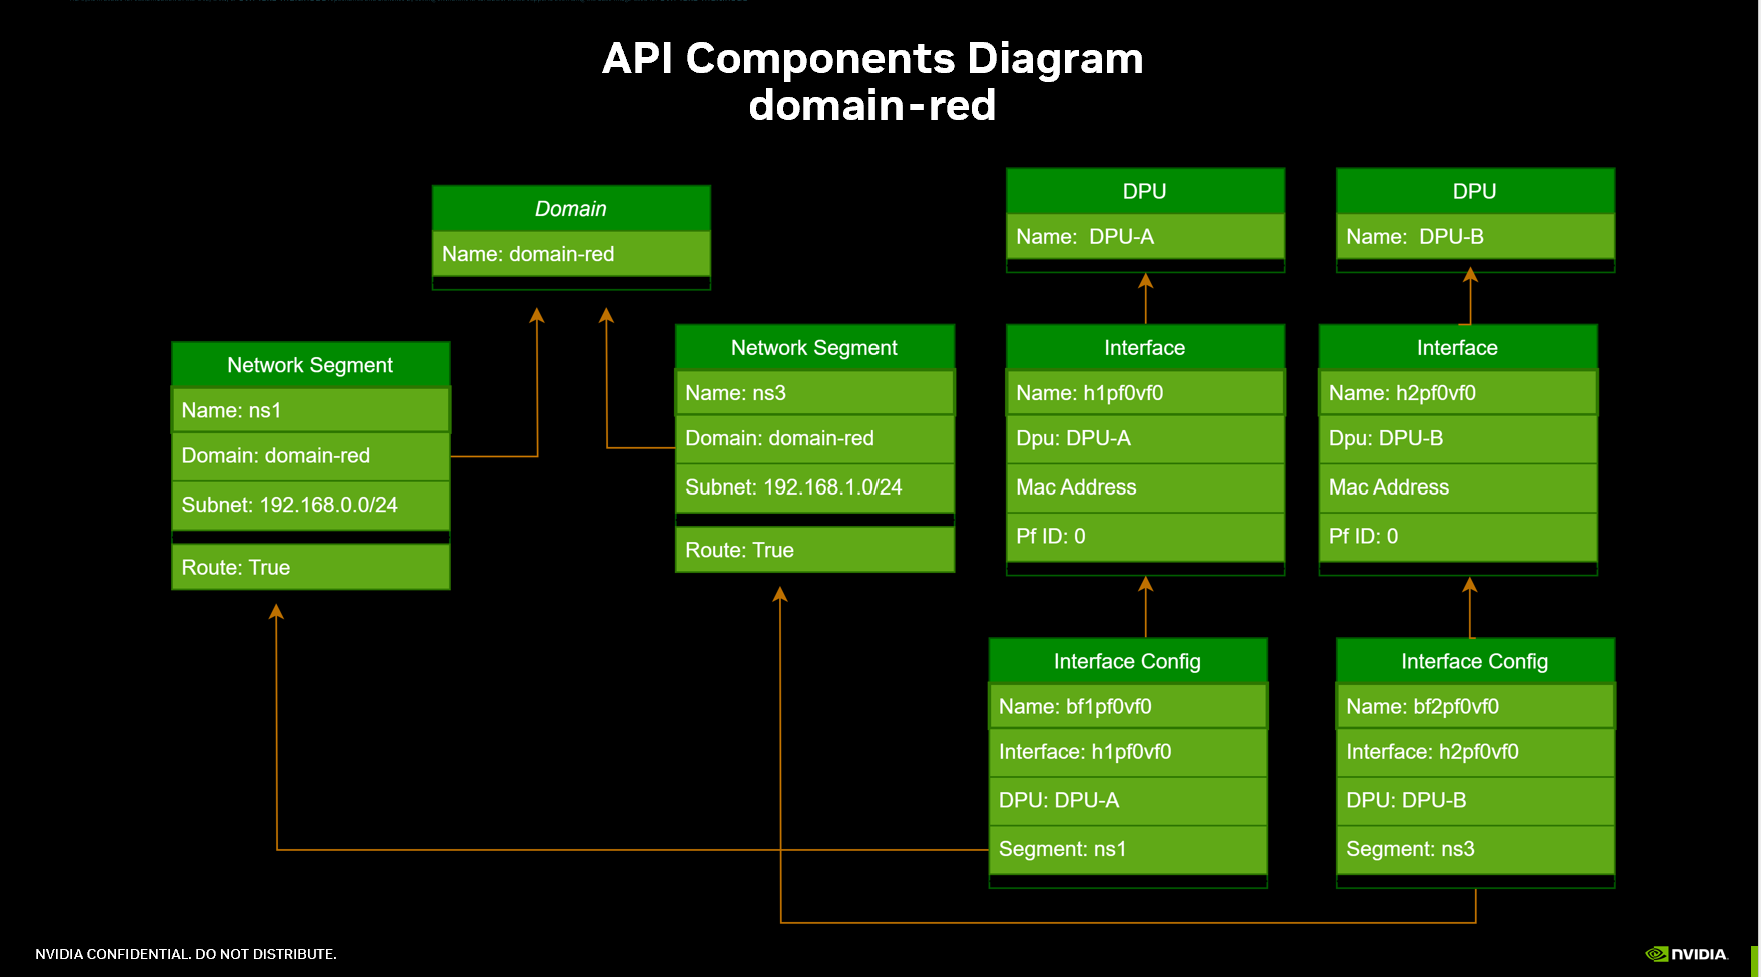 API Components Diagram
domain-red
Domain
Name: domain-red
Network Segment
Name: ns1
Domain: domain-red
Subnet: 192.168.0.0/24
Route: True
Network Segment
Name: ns3
Domain: domain-red
Subnet: 192.168.1.0/24
Route: True
DPU
Name: DPU-A
Interface
Name: h1pf0vf0
Dpu: DPU-A
Mac Address
Pf ID: 0
Interface Config
Name: bf1pf0vf0
Interface: h1pf0vf0
DPU: DPU-A
Segment: ns1
DPU
Name: DPU-B
Interface
Name: h2pf0vf0
Dpu: DPU-B
Mac Address
Pf ID: 0
Interface Config
Name: bf2pf0vf0
Interface: h2pf0vf0
DPU: DPU-B
Segment: ns3
NVIDIA CONFIDENTIAL. DO NOT DISTRIBUTE.
NVIDIA.